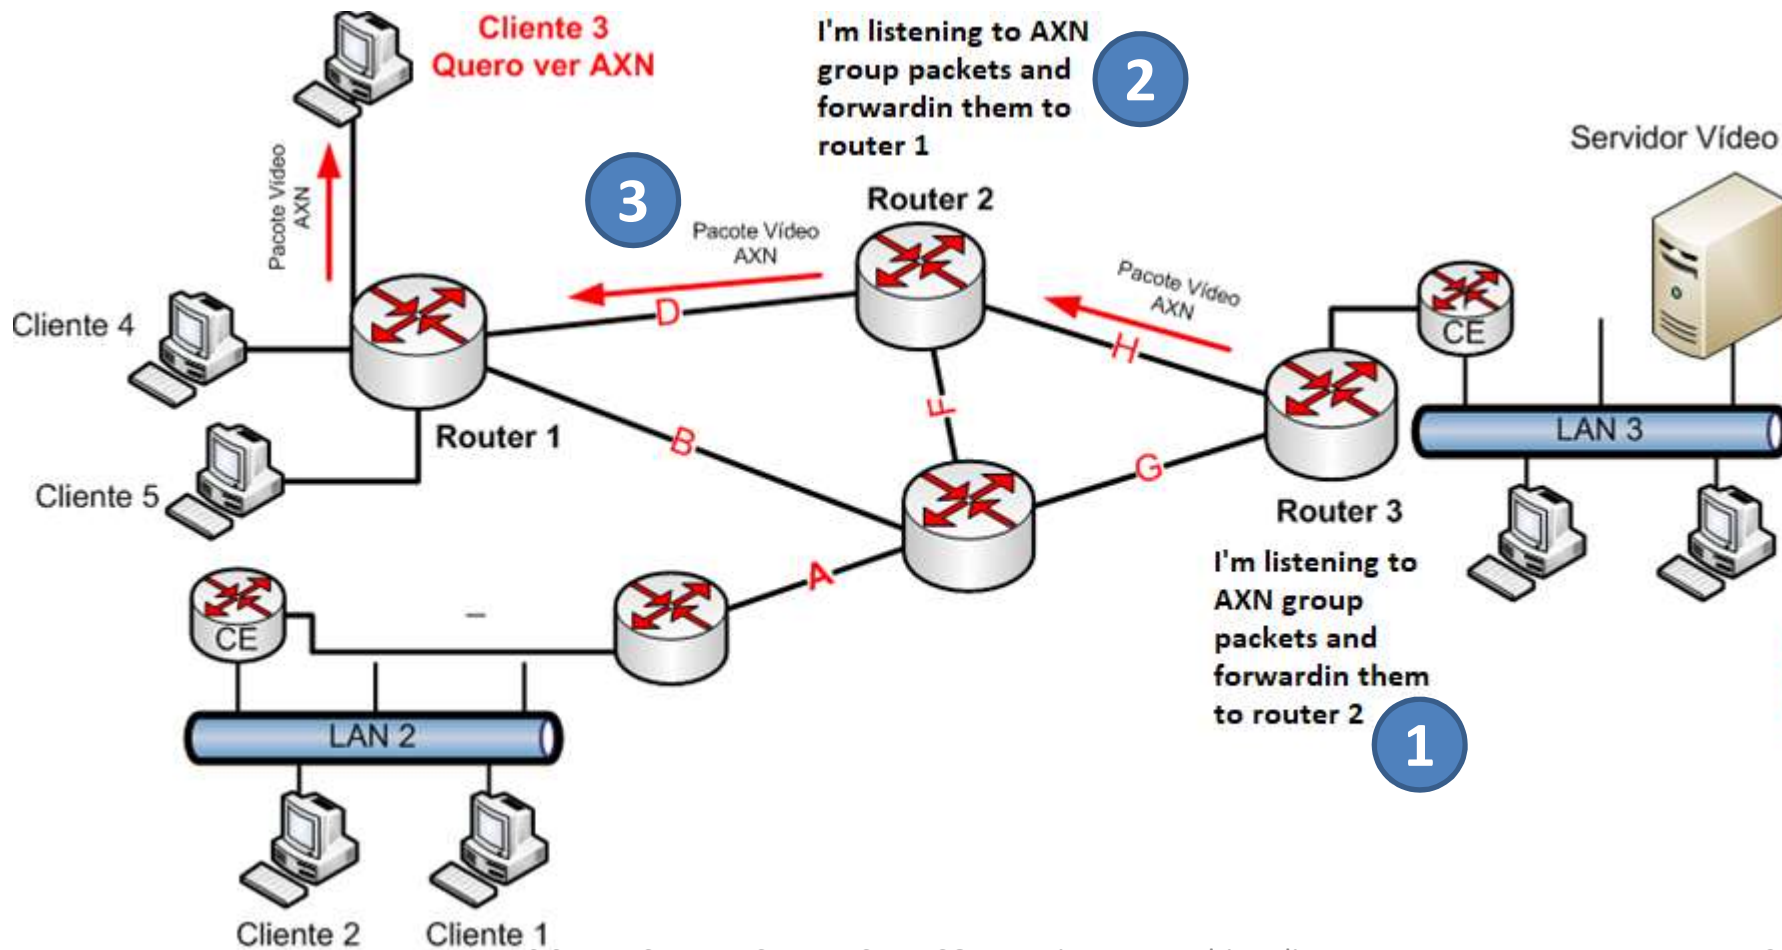 Cliente 3
Quero ver AXN
I'm listening to AXN
group packets and
forwardin them to
router 1
2
Servidor Vídeo
Pacote Vídeo
AXN
3
Router 2
Pacote Vídeo
AXN
Pacote Vídeo
AXN
D
H
CE
Cliente 4
Router 1
B
F
G
LAN 3
Cliente 5
Router 3
I'm listening to
AXN group
packets and
forwardin them
to router 2
1
A
–
CE
LAN 2
Cliente 2
Cliente 1